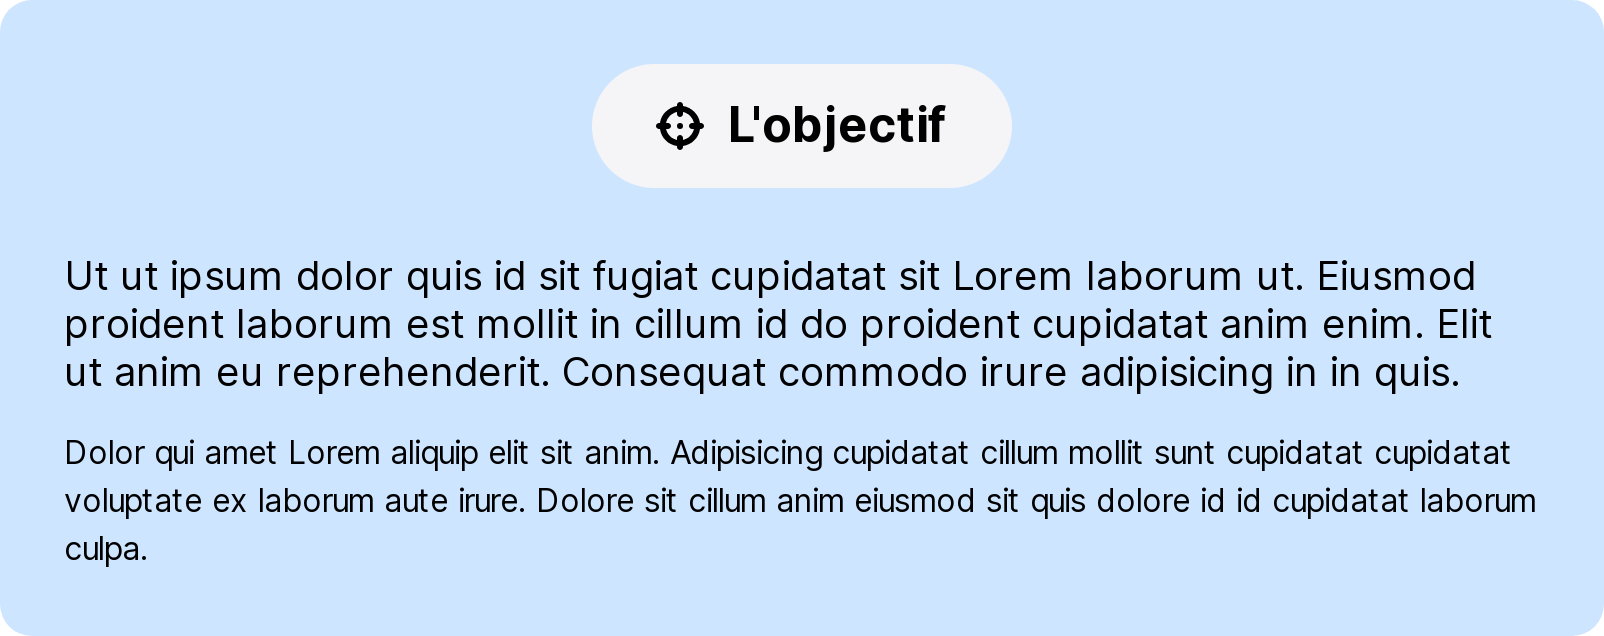 L'objectif
Ut ut ipsum dolor quis id sit fugiat cupidatat sit Lorem laborum ut. Eiusmod
proident laborum est mollit in cillum id do proident cupidatat anim enim. Elit
ut anim eu reprehenderit. Consequat commodo irure adipisicing in in quis.
Dolor qui amet Lorem aliquip elit sit anim. Adipisicing cupidatat cillum mollit sunt cupidatat cupidatat
voluptate ex laborum aute irure. Dolore sit cillum anim eiusmod sit quis dolore id id cupidatat laborum
culpa.